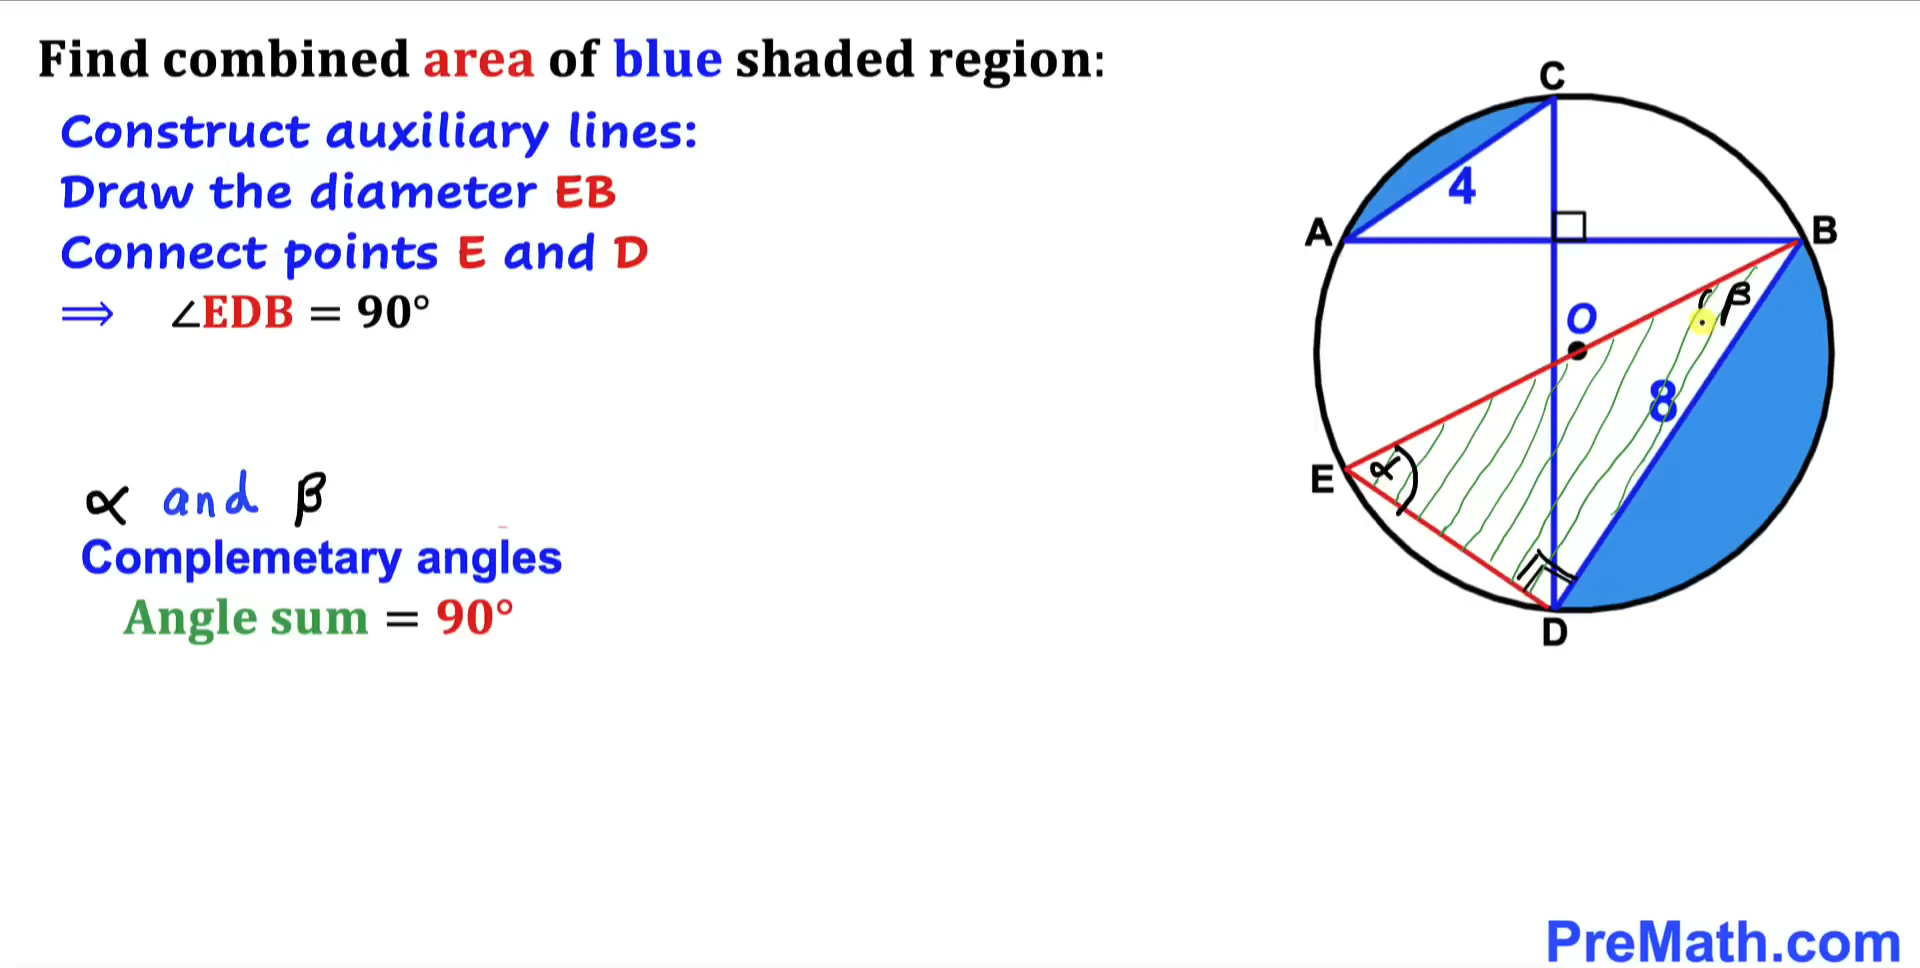 Find combined area of blue shaded region:
Construct auxiliary lines:
Draw the diameter EB
Connect points E and D
⟹ ∠EDB = 90°
∝ and β
Complemetary angles
Angle sum = 90°
C
4
A
B
β
O
8
E
∝
D
PreMath.com